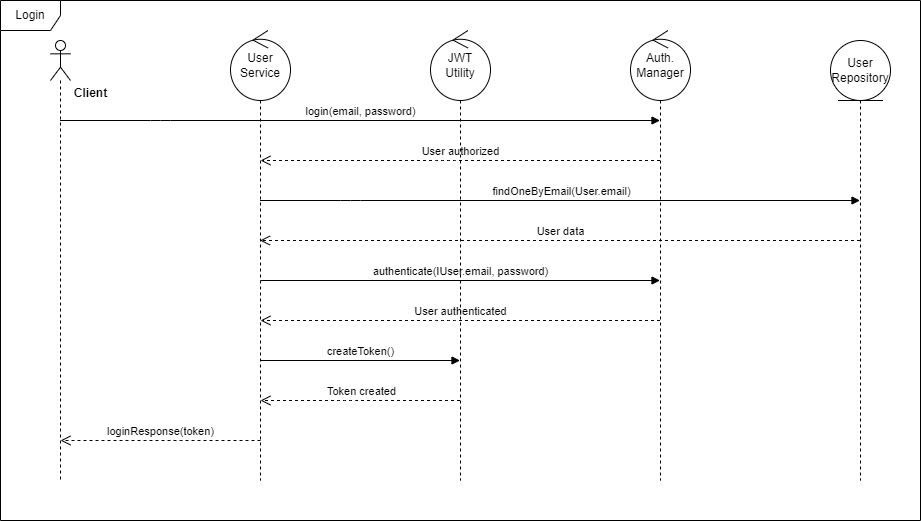 Login
Client
User
Service
JWT
Utility
Auth.
Manager
User
Repository
login(email, password)
User authorized
findOneByEmail(User.email)
User data
authenticate(IUser.email, password)
User authenticated
createToken()
Token created
loginResponse(token)